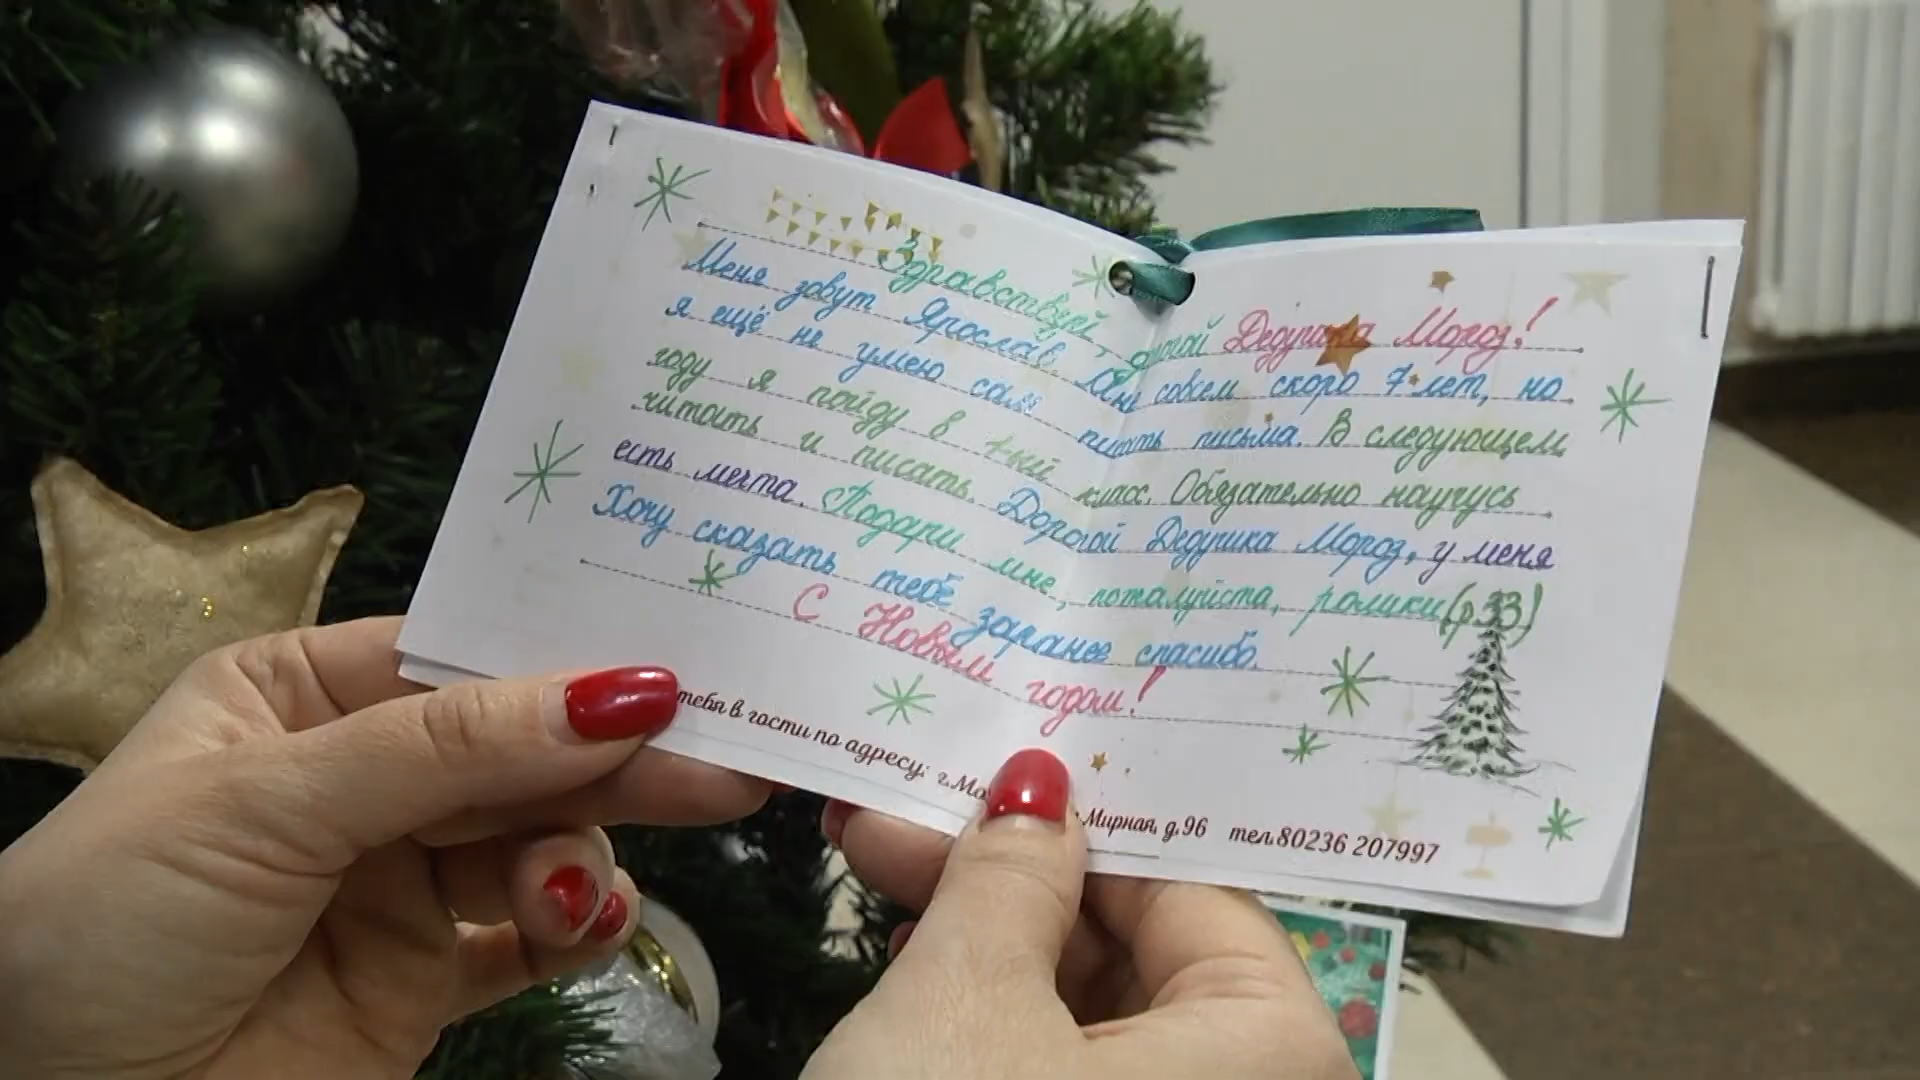 Здравствуй, другой Дедушка Мороз!
Меня зовут Ярослав. Мне совсем скоро 7 лет, но
я ещё не умею сам писать письма. В следующем
году я пойду в 1-ый класс. Обязательно научусь
читать и писать. Дорогой Дедушка Мороз, у меня
есть мечта. Подари мне, пожалуйста, ролики(р 33)
Хочу сказать тебе заранее спасибо.
С Новым годом!
тебя в гости по адресу: г.Мо Мирная, д.96 тел.80236 207997